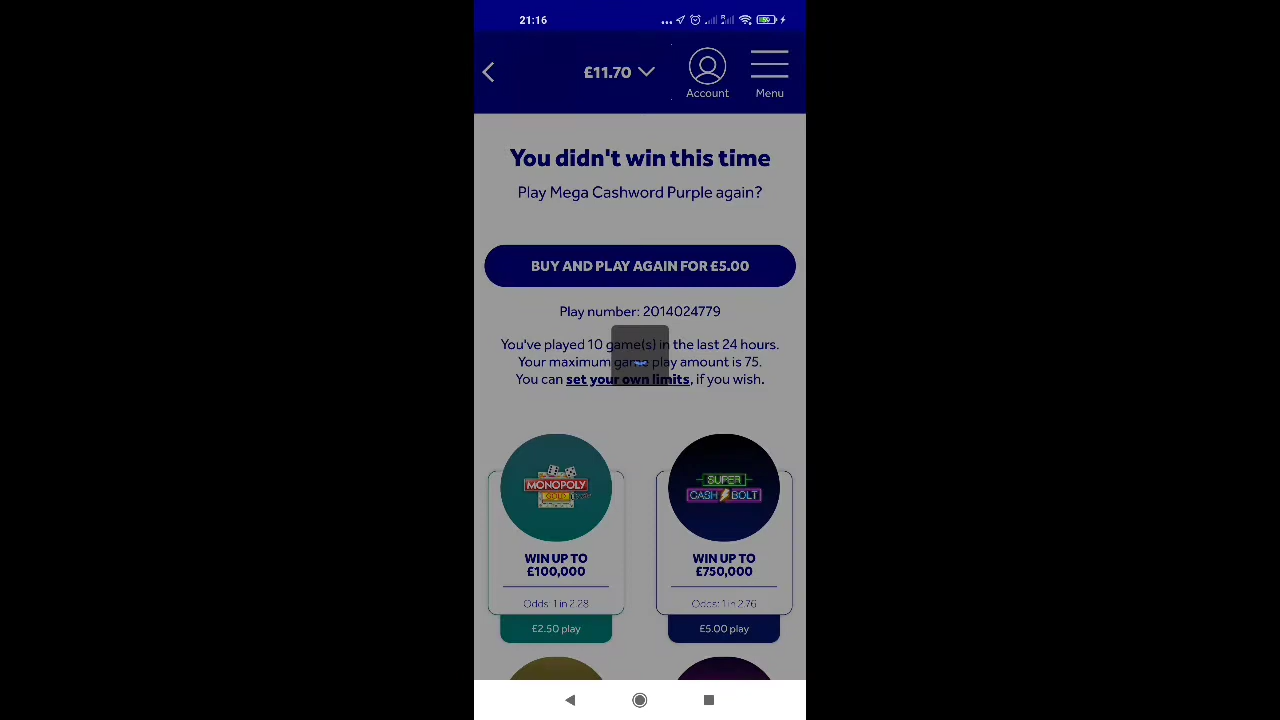 21:16
£11.70
Account
Menu
You didn't win this time
Play Mega Cashword Purple again?
BUY AND PLAY AGAIN FOR £5.00
Play number: 2014024779
You've played 10 game(s) in the last 24 hours.
Your maximum game play amount is 75.
You can set your own limits, if you wish.
MONOPOLY
GOLD
SUPER
CASH BOLT
WIN UP TO
£100,000
WIN UP TO
£750,000
Odds: 1 in 2.28
Odds: 1 in 2.76
£2.50 play
£5.00 play